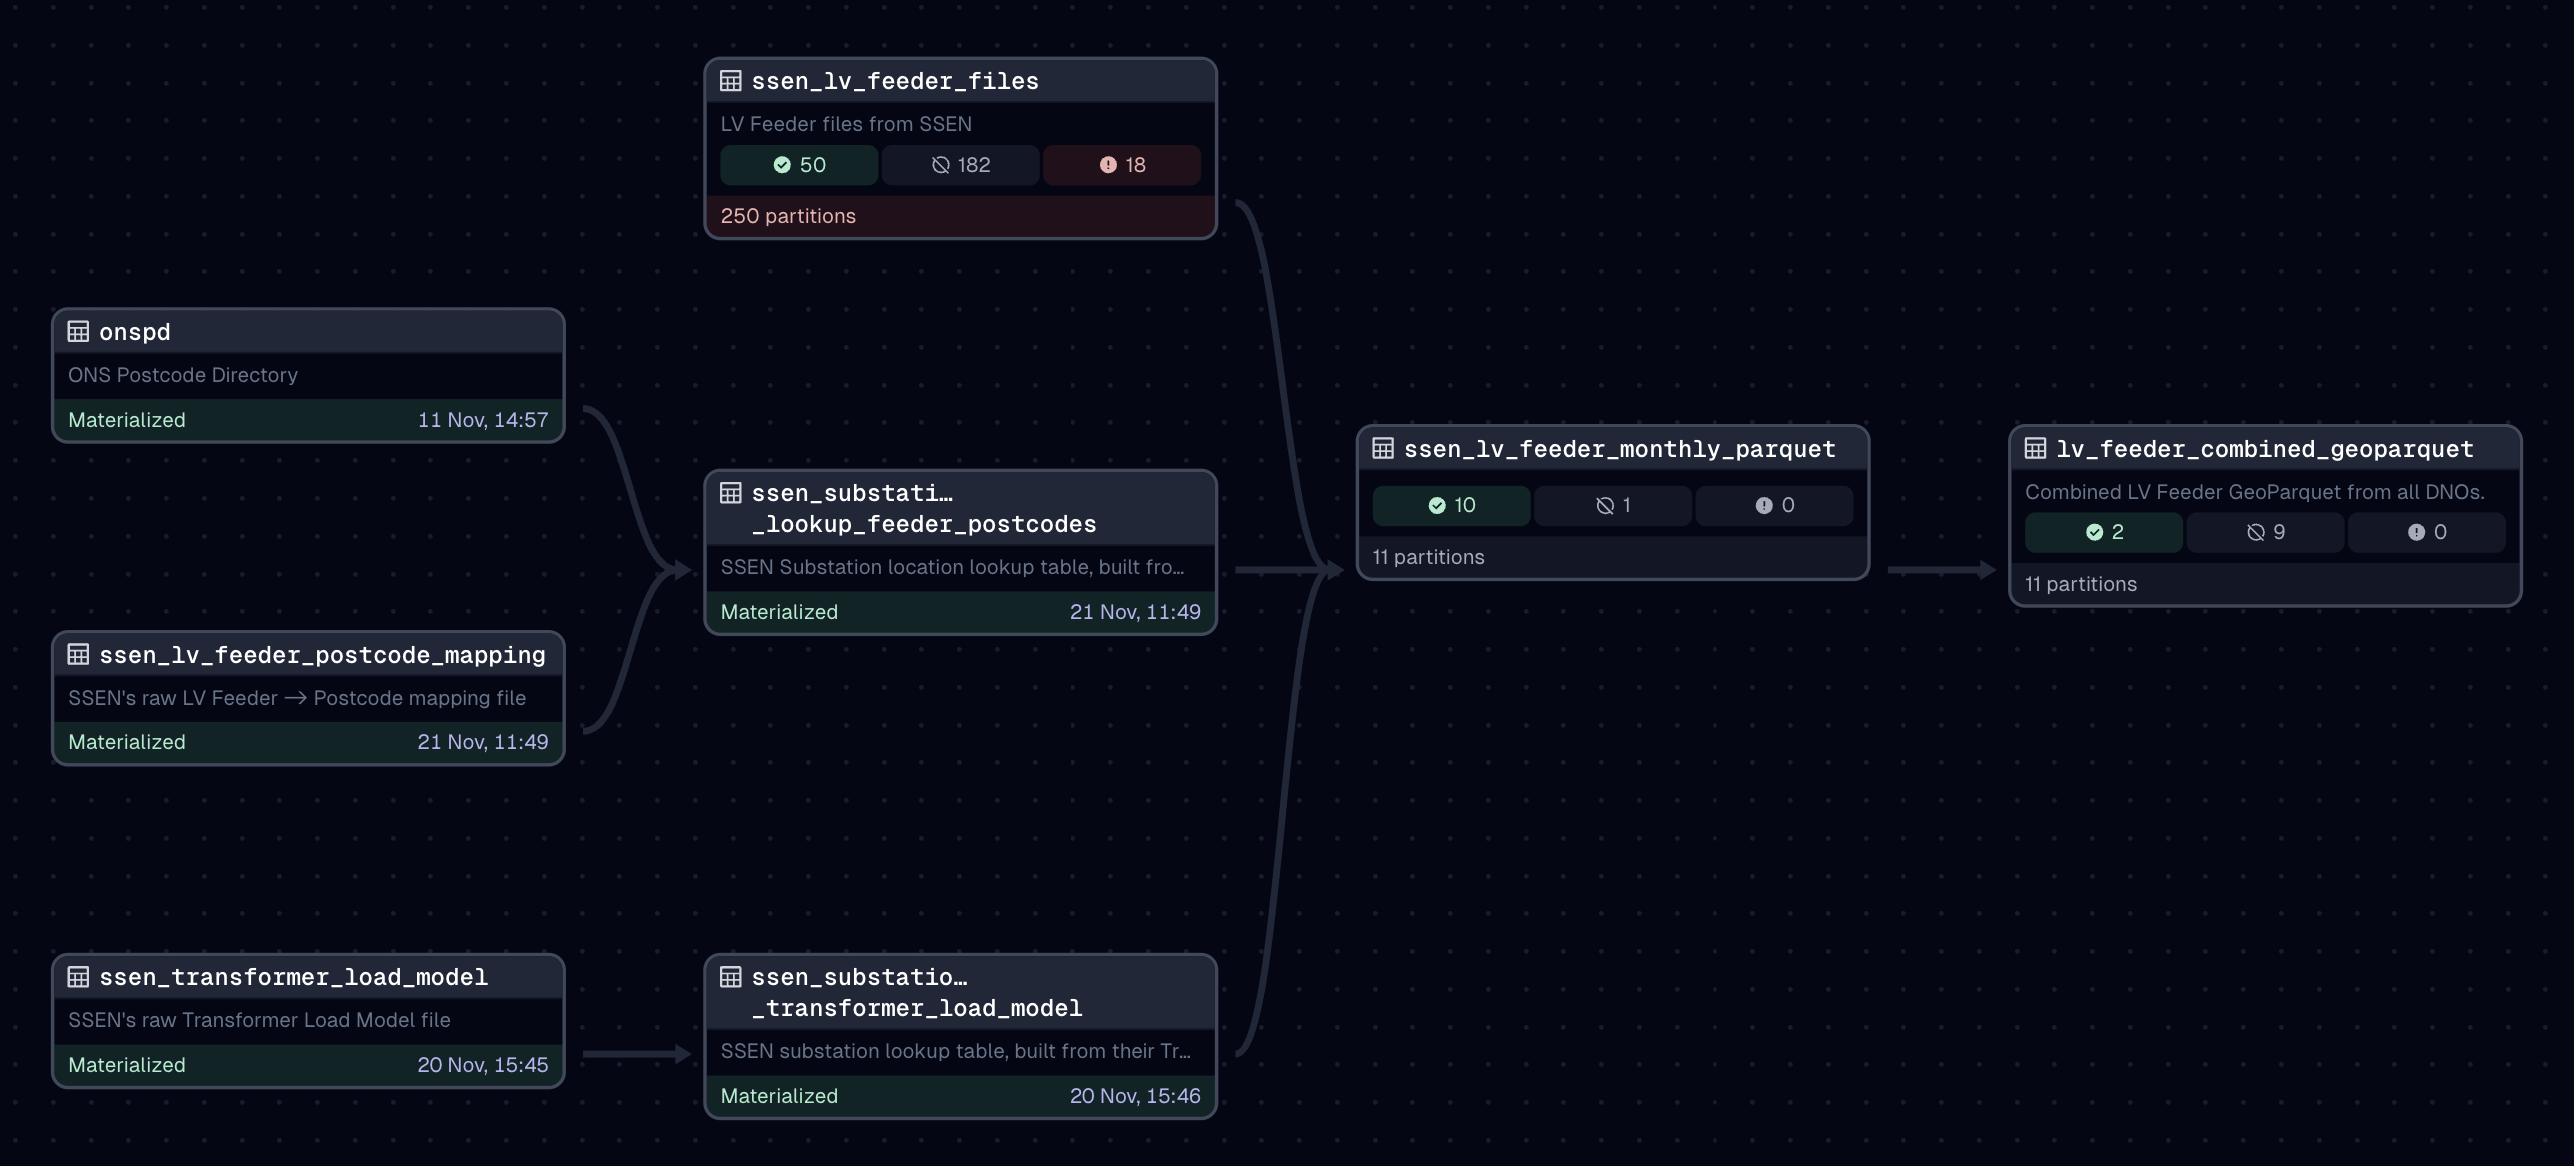 ssen_lv_feeder_files
LV Feeder files from SSEN
50 182 18
250 partitions
onspd
ONS Postcode Directory
Materialized 11 Nov, 14:57
ssen_lv_feeder_postcode_mapping
SSEN's raw LV Feeder -> Postcode mapping file
Materialized 21 Nov, 11:49
ssen_transformer_load_model
SSEN's raw Transformer Load Model file
Materialized 20 Nov, 15:45
ssen_substati…
_lookup_feeder_postcodes
SSEN Substation location lookup table, built fro…
Materialized 21 Nov, 11:49
ssen_substatio…
_transformer_load_model
SSEN substation lookup table, built from their Tr…
Materialized 20 Nov, 15:46
ssen_lv_feeder_monthly_parquet
10 1 0
11 partitions
lv_feeder_combined_geoparquet
Combined LV Feeder GeoParquet from all DNOs.
2 9 0
11 partitions